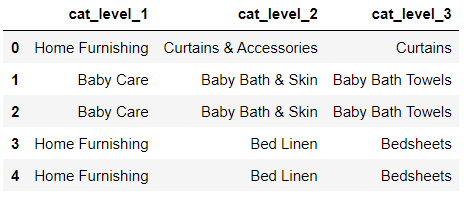 cat_level_1 cat_level_2 cat_level_3
0 Home Furnishing Curtains & Accessories Curtains
1 Baby Care Baby Bath & Skin Baby Bath Towels
2 Baby Care Baby Bath & Skin Baby Bath Towels
3 Home Furnishing Bed Linen Bedsheets
4 Home Furnishing Bed Linen Bedsheets